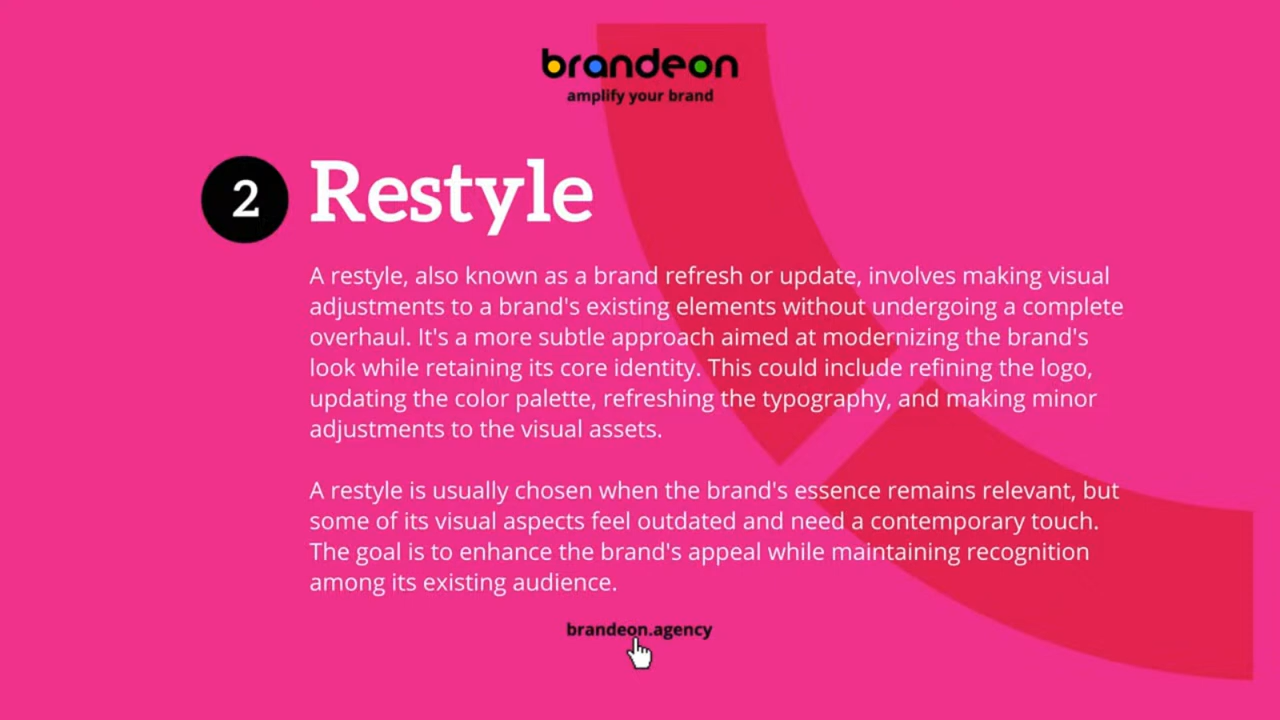 brandeon
amplify your brand
2
Restyle
A restyle, also known as a brand refresh or update, involves making visual
adjustments to a brand's existing elements without undergoing a complete
overhaul. It's a more subtle approach aimed at modernizing the brand's
look while retaining its core identity. This could include refining the logo,
updating the color palette, refreshing the typography, and making minor
adjustments to the visual assets.
A restyle is usually chosen when the brand's essence remains relevant, but
some of its visual aspects feel outdated and need a contemporary touch.
The goal is to enhance the brand's appeal while maintaining recognition
among its existing audience.
brandeon.agency